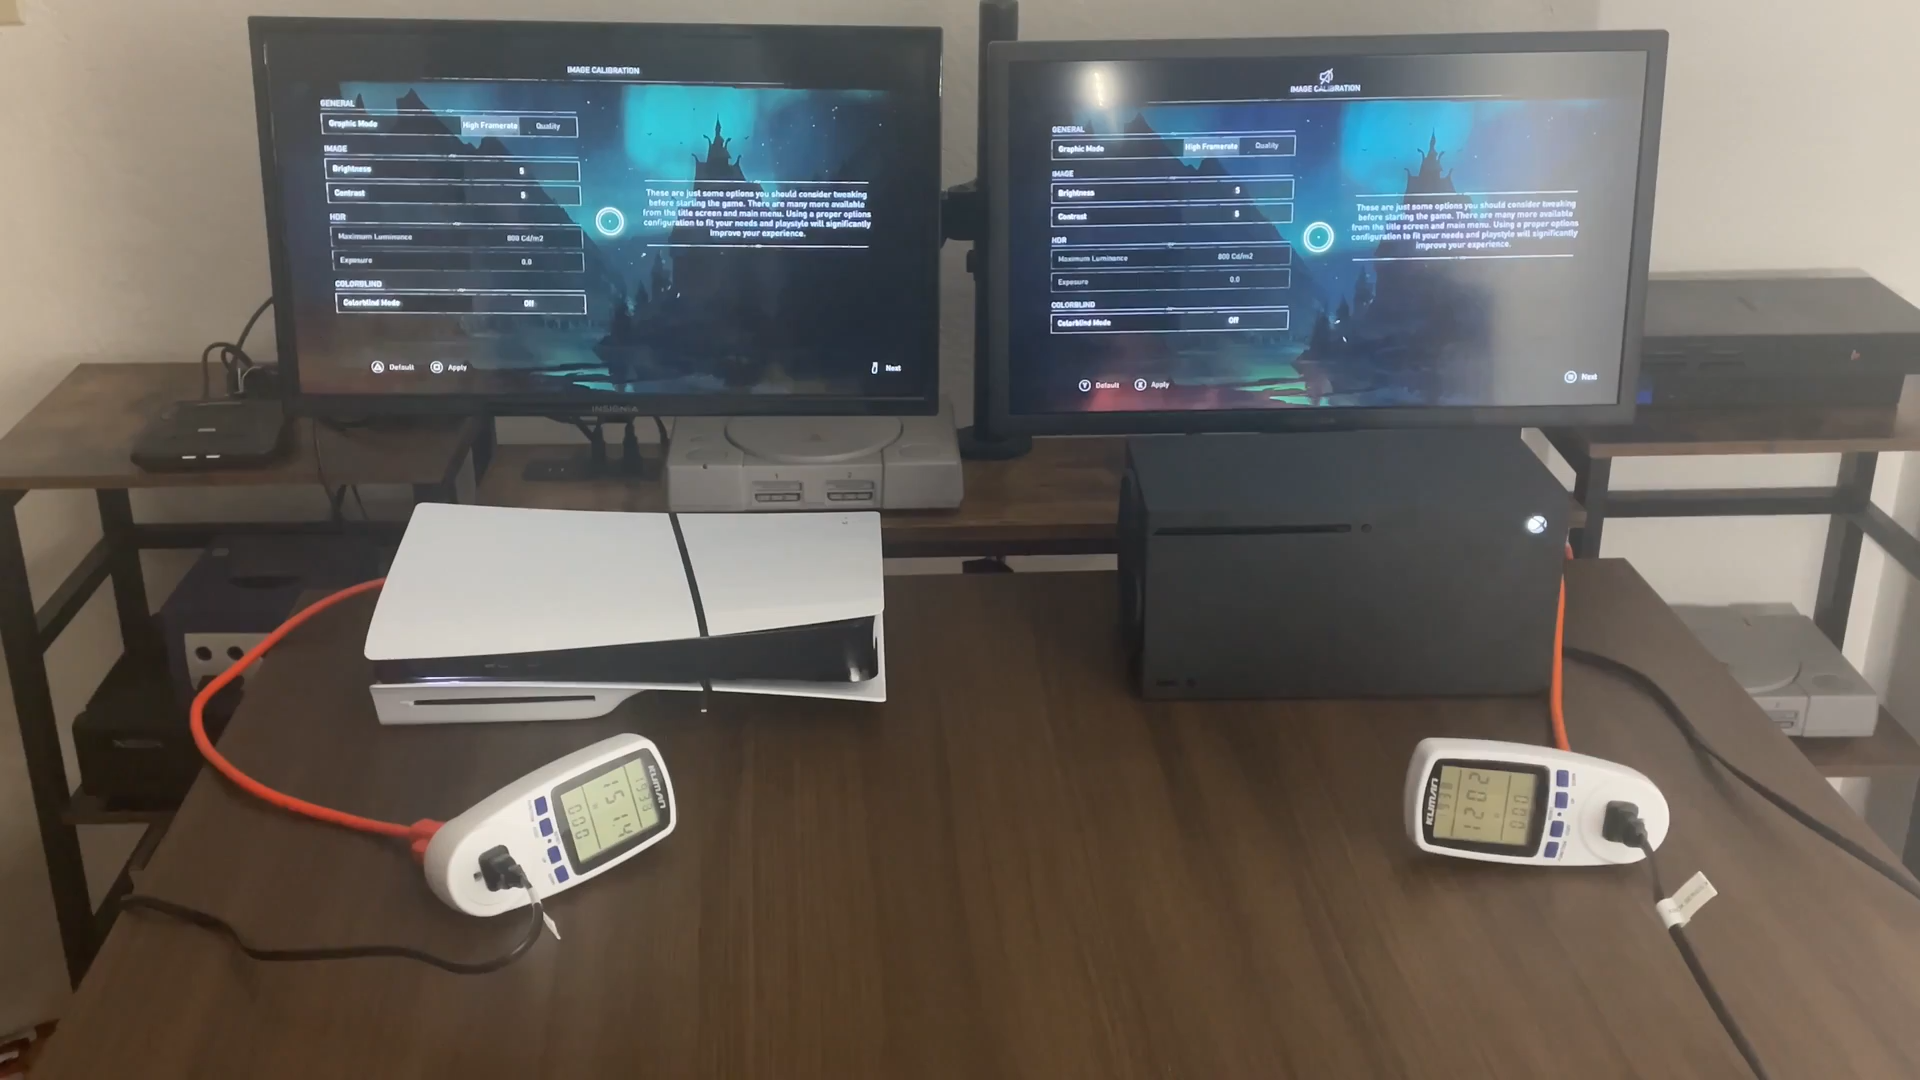 IMAGE CALIBRATION
GENERAL
Graphic Mode High Framerate Quality
IMAGE
Brightness 5
Contrast 5
HDR
Maximum Luminance 800 Cd/m2
Exposure 0.0
COLORBLIND
Colorblind Mode Off
These are just some options you should consider tweaking
before starting the game. There are many more available
from the title screen and main menu. Using a proper options
configuration to fit your needs and playstyle will significantly
improve your experience.
Default Apply Next
INSIGNIA
IMAGE CALIBRATION
GENERAL
Graphic Mode High Framerate Quality
IMAGE
Brightness 5
Contrast 5
HDR
Maximum Luminance 800 Cd/m2
Exposure 0.0
COLORBLIND
Colorblind Mode Off
These are just some options you should consider tweaking
before starting the game. There are many more available
from the title screen and main menu. Using a proper options
configuration to fit your needs and playstyle will significantly
improve your experience.
Y Default X Apply Next
1 2
KUMAN
151.4
000
KUMAN
1202
000